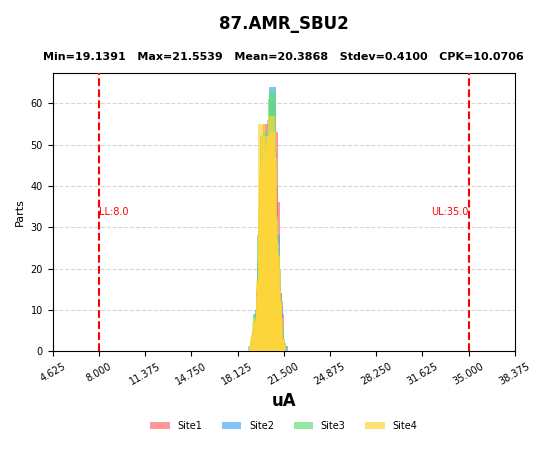 87.AMR_SBU2
Min=19.1391 Max=21.5539 Mean=20.3868 Stdev=0.4100 CPK=10.0706
Parts
60
50
40
30
20
10
0
LL:8.0
UL:35.0
4.625 8.000 11.375 14.750 18.125 21.500 24.875 28.250 31.625 35.000 38.375
uA
Site1 Site2 Site3 Site4